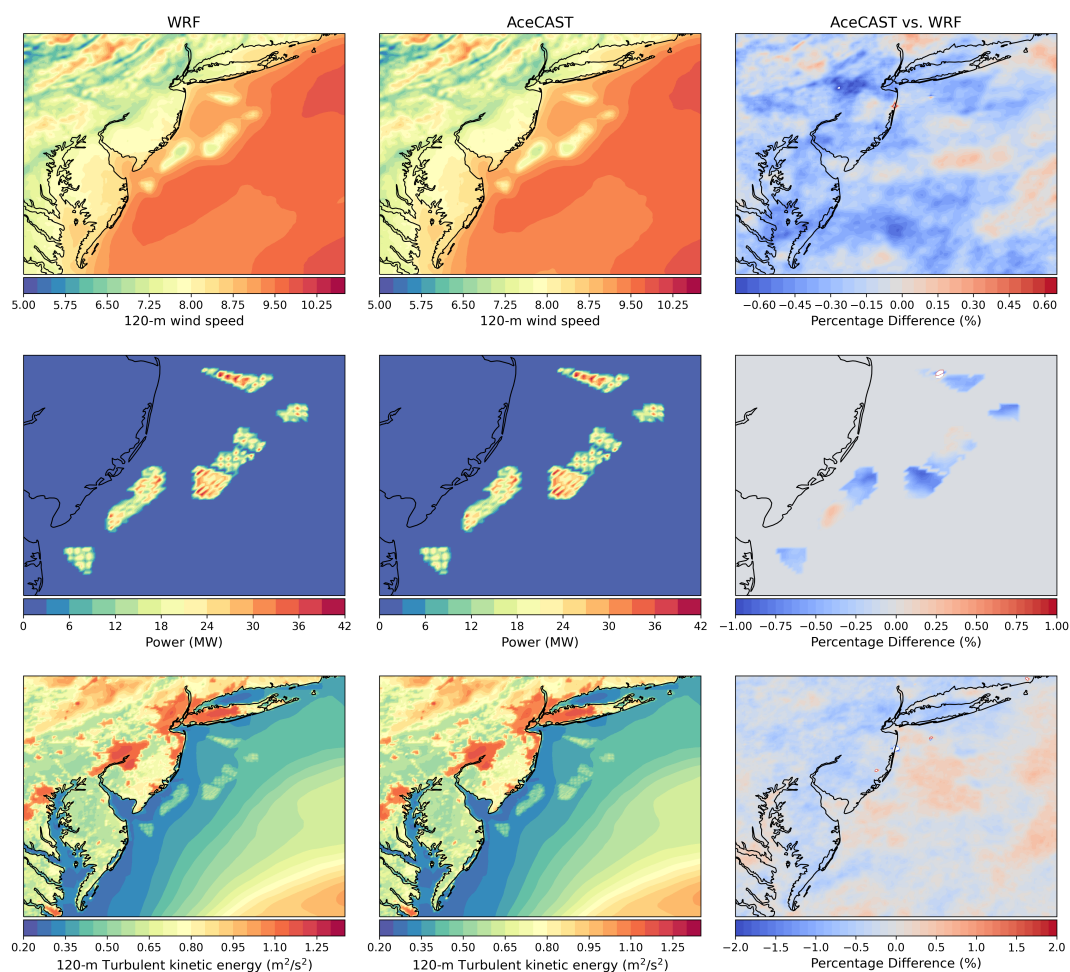 WRF AceCAST AceCAST vs. WRF
5.00 5.75 6.50 7.25 8.00 8.75 9.50 10.25 5.00 5.75 6.50 7.25 8.00 8.75 9.50 10.25 −0.60 −0.45 −0.30 −0.15 0.00 0.15 0.30 0.45 0.60
120-m wind speed 120-m wind speed Percentage Difference (%)
0 6 12 18 24 30 36 42 0 6 12 18 24 30 36 42 −1.00 −0.75 −0.50 −0.25 0.00 0.25 0.50 0.75 1.00
Power (MW) Power (MW) Percentage Difference (%)
0.20 0.35 0.50 0.65 0.80 0.95 1.10 1.25 0.20 0.35 0.50 0.65 0.80 0.95 1.10 1.25 −2.0 −1.5 −1.0 −0.5 0.0 0.5 1.0 1.5 2.0
120-m Turbulent kinetic energy (m²/s²) 120-m Turbulent kinetic energy (m²/s²) Percentage Difference (%)